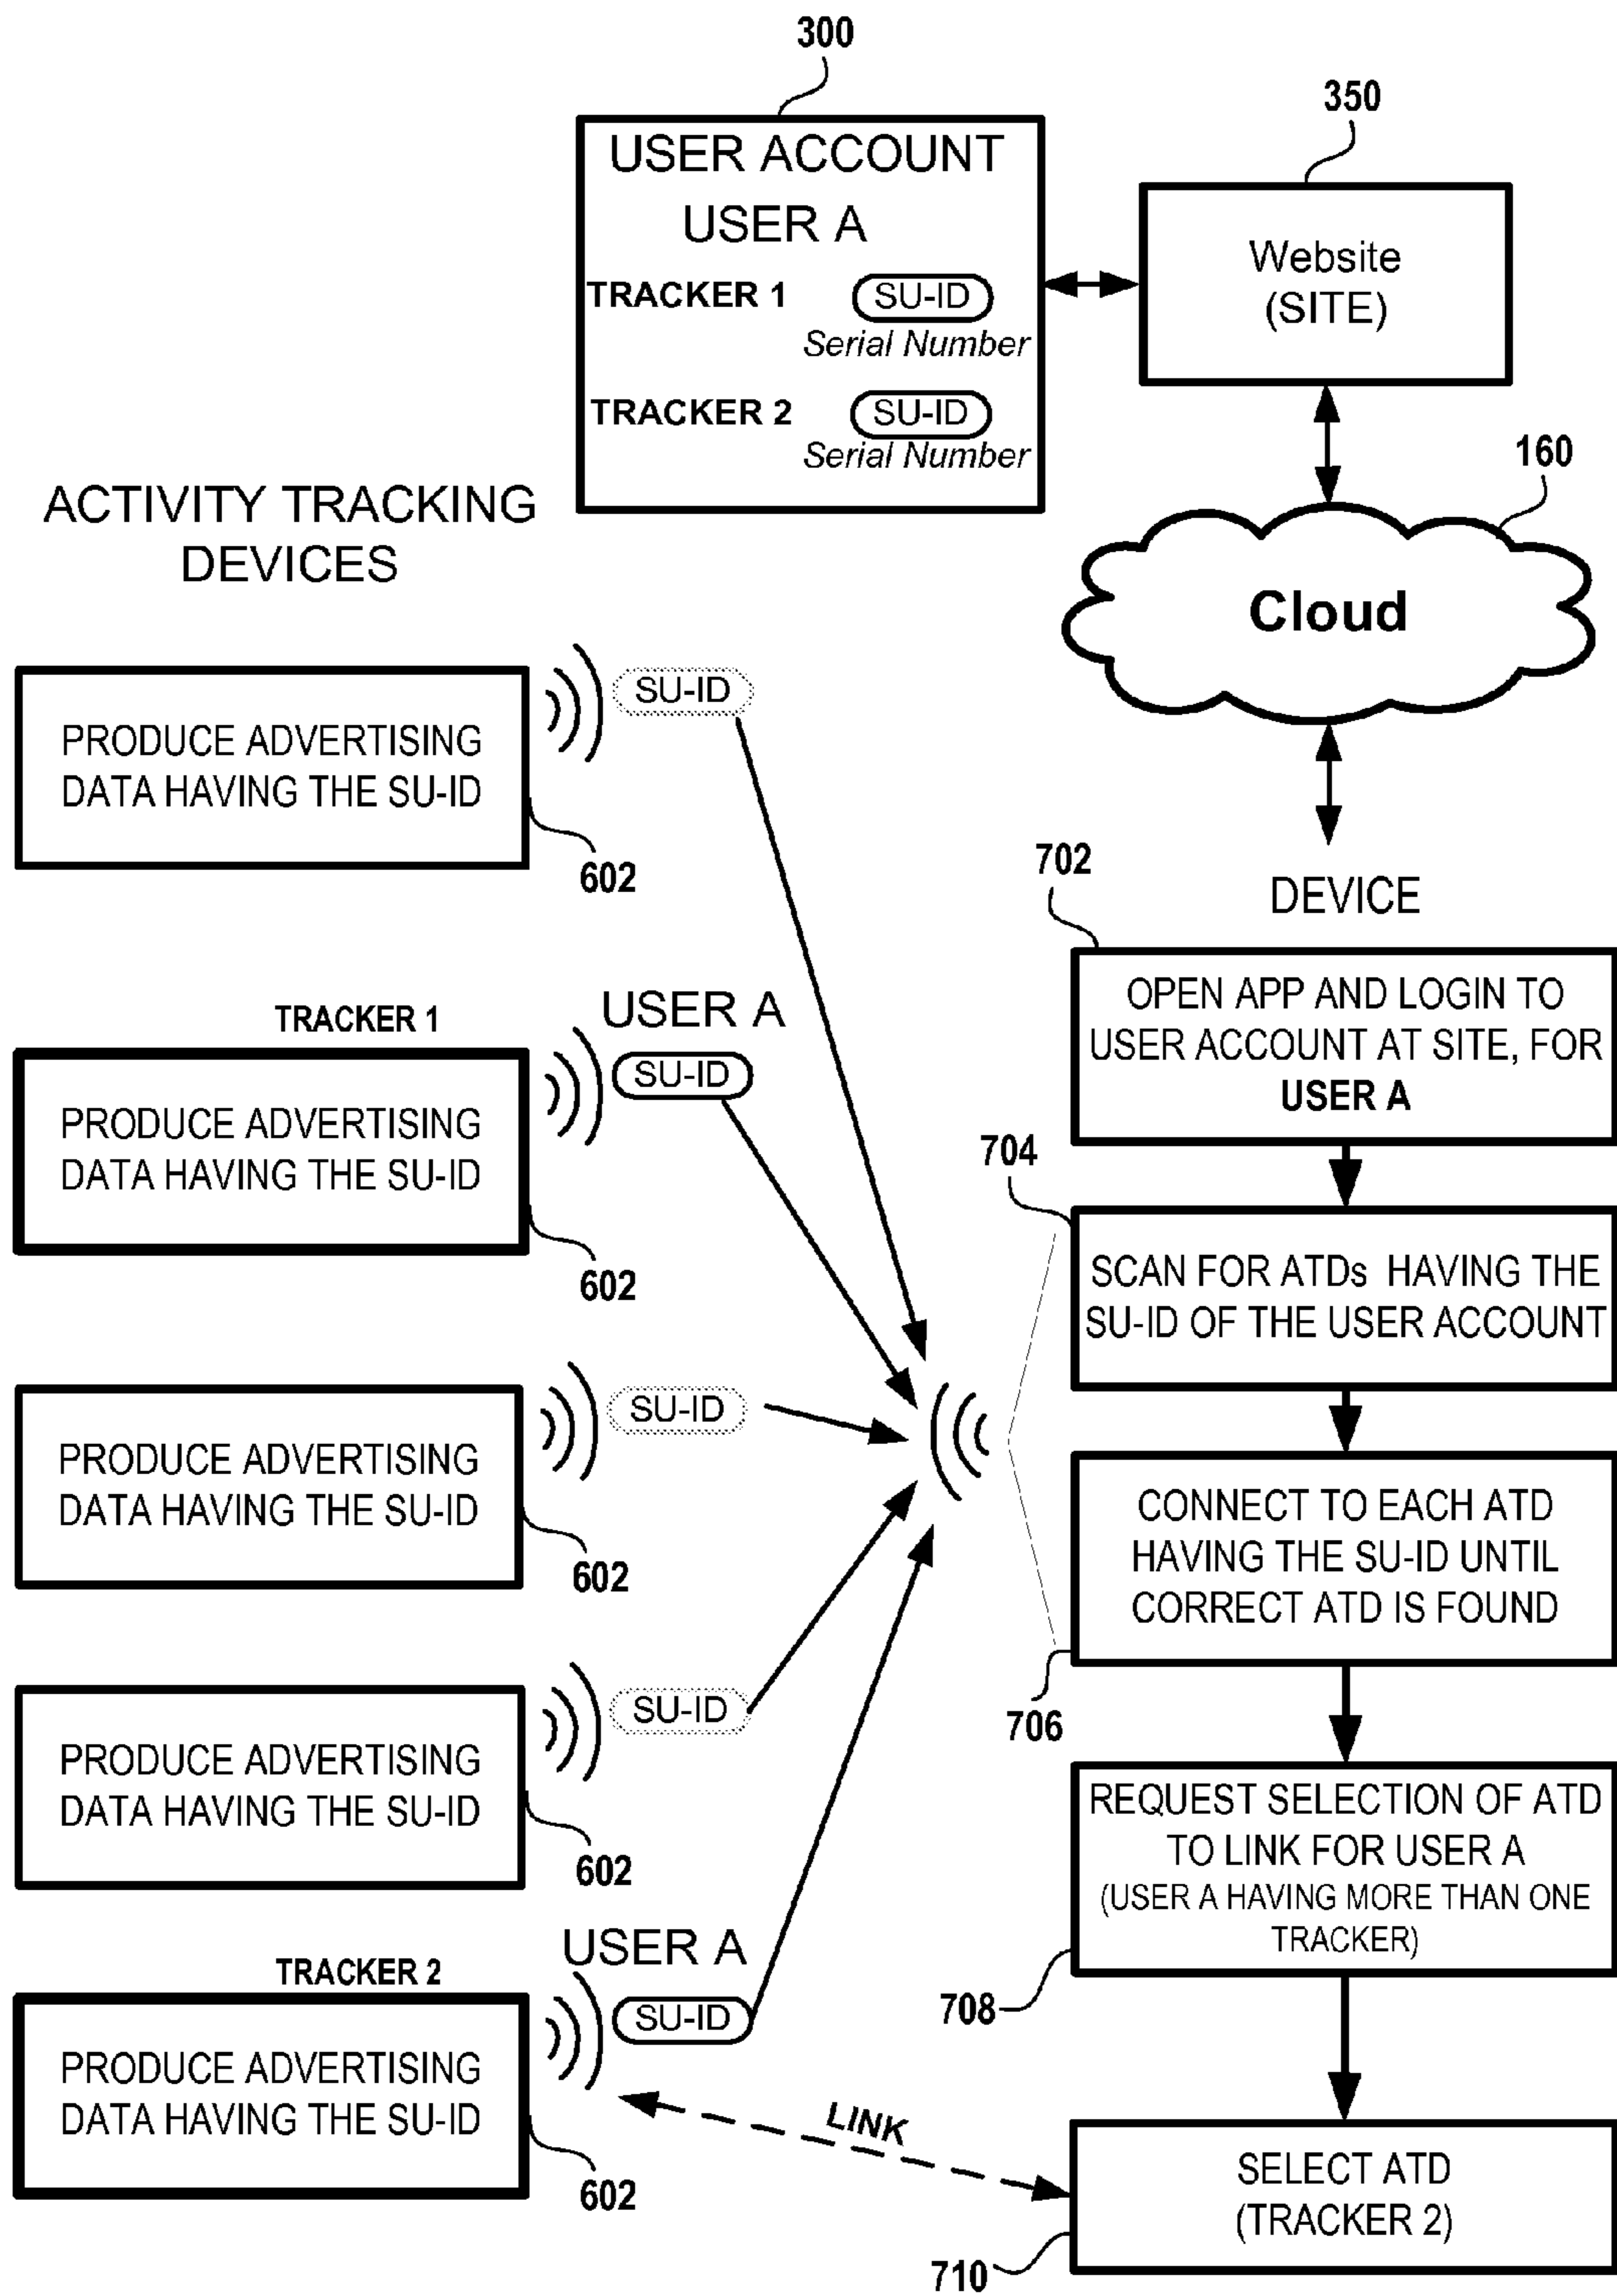 300
350
USER ACCOUNT
USER A
TRACKER 1
SU-ID
Serial Number
TRACKER 2
SU-ID
Serial Number
Website
(SITE)
160
Cloud
ACTIVITY TRACKING
DEVICES
PRODUCE ADVERTISING
DATA HAVING THE SU-ID
SU-ID
602
TRACKER 1
USER A
PRODUCE ADVERTISING
DATA HAVING THE SU-ID
SU-ID
602
PRODUCE ADVERTISING
DATA HAVING THE SU-ID
SU-ID
602
PRODUCE ADVERTISING
DATA HAVING THE SU-ID
SU-ID
602
TRACKER 2
USER A
PRODUCE ADVERTISING
DATA HAVING THE SU-ID
SU-ID
602
LINK
DEVICE
702
OPEN APP AND LOGIN TO
USER ACCOUNT AT SITE, FOR
USER A
704
SCAN FOR ATDs HAVING THE
SU-ID OF THE USER ACCOUNT
CONNECT TO EACH ATD
HAVING THE SU-ID UNTIL
CORRECT ATD IS FOUND
706
REQUEST SELECTION OF ATD
TO LINK FOR USER A
(USER A HAVING MORE THAN ONE
TRACKER)
708
SELECT ATD
(TRACKER 2)
710